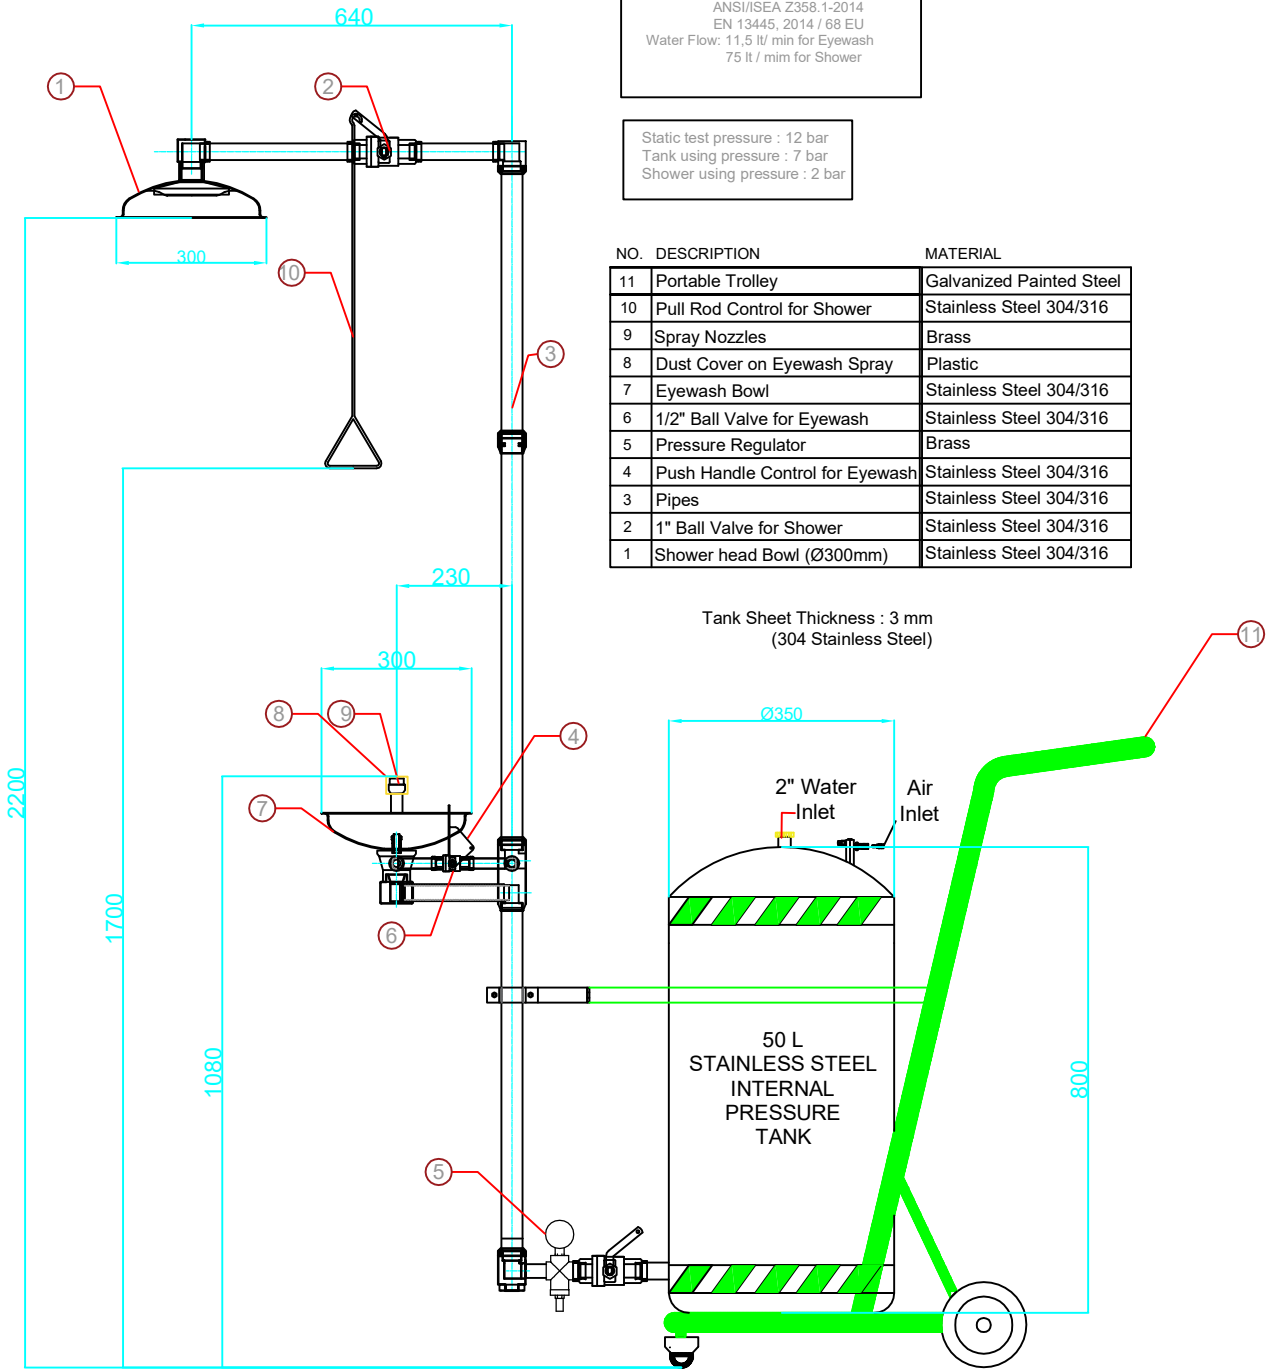 ANSI/ISEA Z358.1-2014
EN 13445, 2014 / 68 EU
Water Flow: 11,5 lt/ min for Eyewash
75 lt / mim for Shower
Static test pressure : 12 bar
Tank using pressure : 7 bar
Shower using pressure : 2 bar
640
1
2
300
10
3
NO. DESCRIPTION MATERIAL
11 Portable Trolley Galvanized Painted Steel
10 Pull Rod Control for Shower Stainless Steel 304/316
9 Spray Nozzles Brass
8 Dust Cover on Eyewash Spray Plastic
7 Eyewash Bowl Stainless Steel 304/316
6 1/2" Ball Valve for Eyewash Stainless Steel 304/316
5 Pressure Regulator Brass
4 Push Handle Control for Eyewash Stainless Steel 304/316
3 Pipes Stainless Steel 304/316
2 1" Ball Valve for Shower Stainless Steel 304/316
1 Shower head Bowl (Ø300mm) Stainless Steel 304/316
Tank Sheet Thickness : 3 mm
(304 Stainless Steel)
230
300
11
8
9
4
7
6
Ø350
2" Water
Inlet
Air
Inlet
2200
1700
1080
800
50 L
STAINLESS STEEL
INTERNAL
PRESSURE
TANK
5